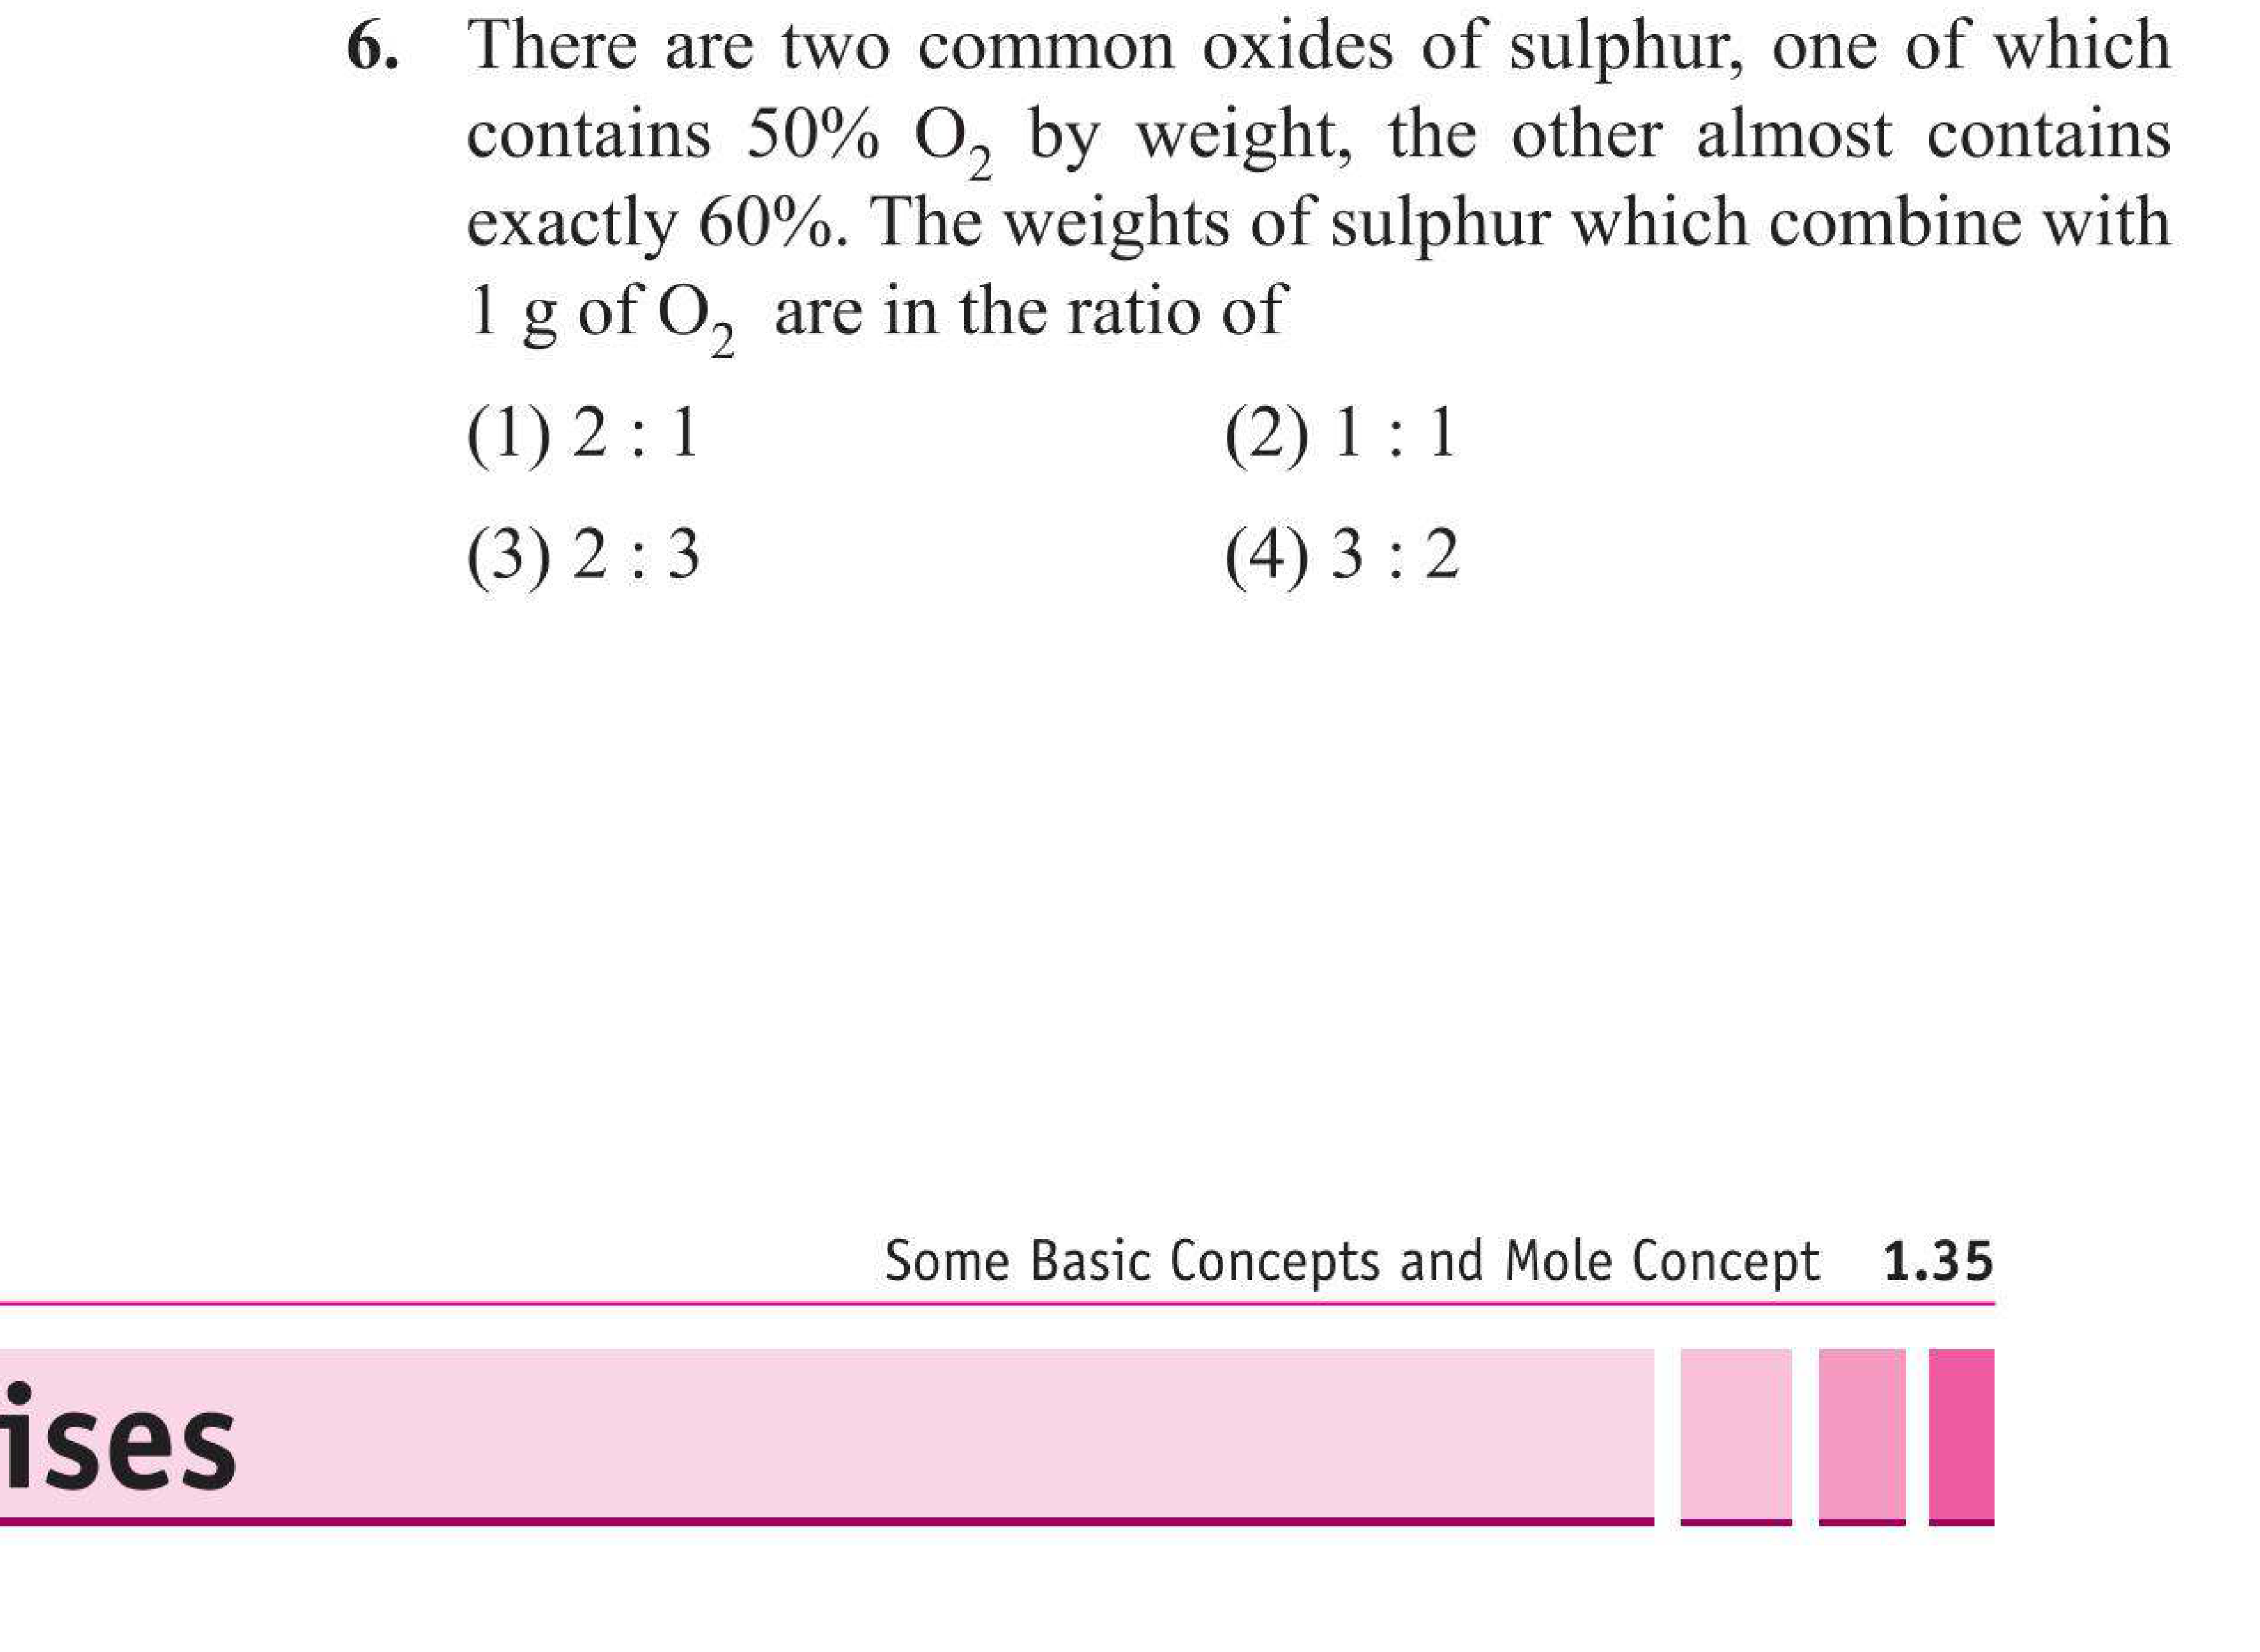 6. There are two common oxides of sulphur, one of which
contains 50% O₂ by weight, the other almost contains
exactly 60%. The weights of sulphur which combine with
1 g of O₂ are in the ratio of
(1) 2 : 1 (2) 1 : 1
(3) 2 : 3 (4) 3 : 2
Some Basic Concepts and Mole Concept 1.35
ises